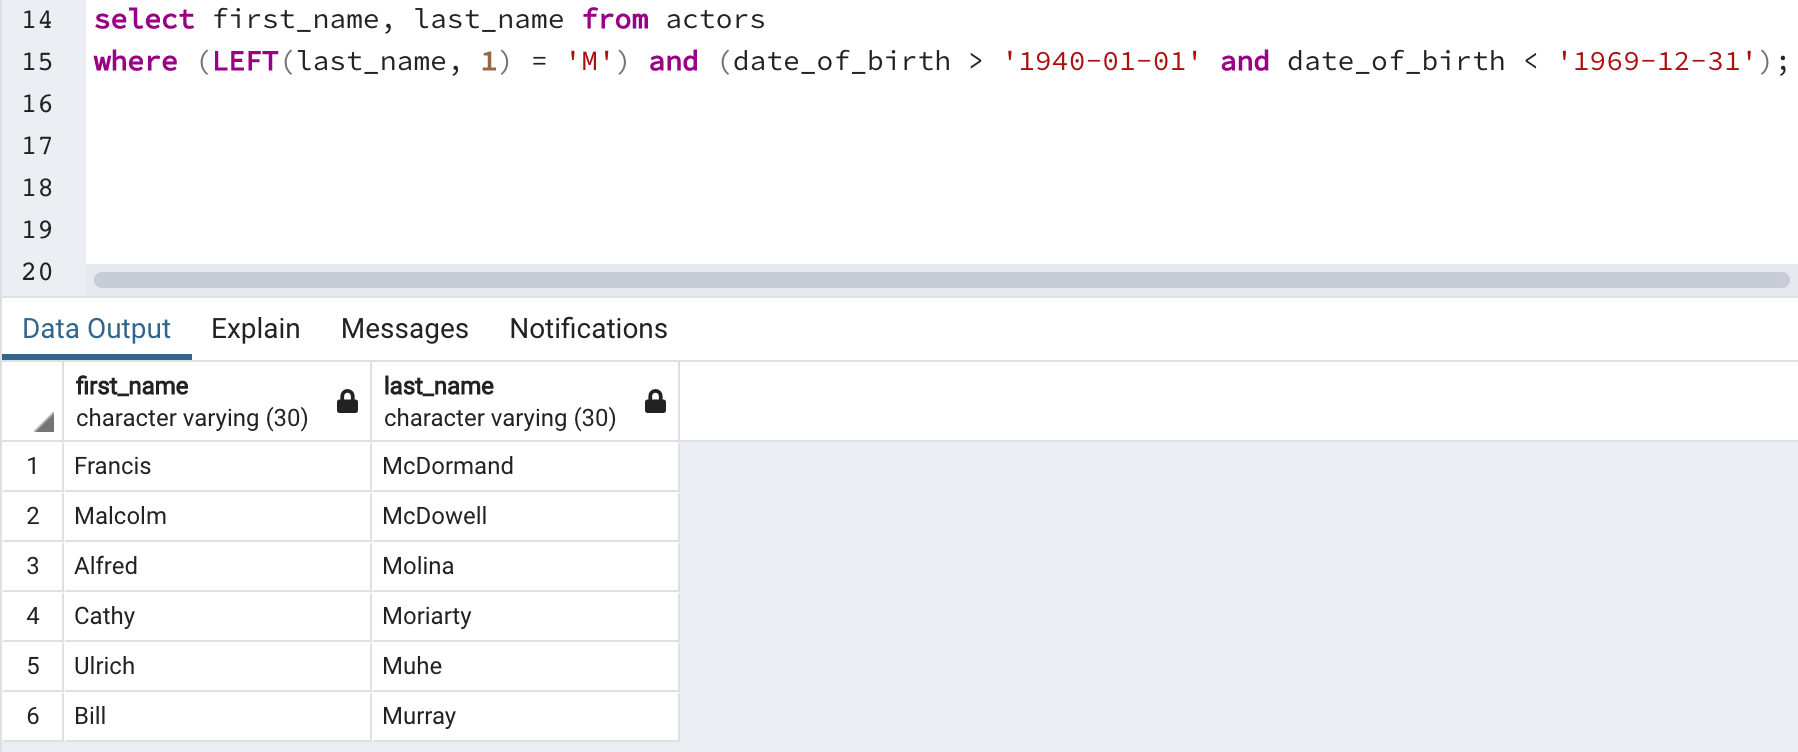 14 select first_name, last_name from actors
15 where (LEFT(last_name, 1) = 'M') and (date_of_birth > '1940-01-01' and date_of_birth < '1969-12-31');
16
17
18
19
20
Data Output Explain Messages Notifications
first_name last_name
character varying (30) character varying (30)
1 Francis McDormand
2 Malcolm McDowell
3 Alfred Molina
4 Cathy Moriarty
5 Ulrich Muhe
6 Bill Murray